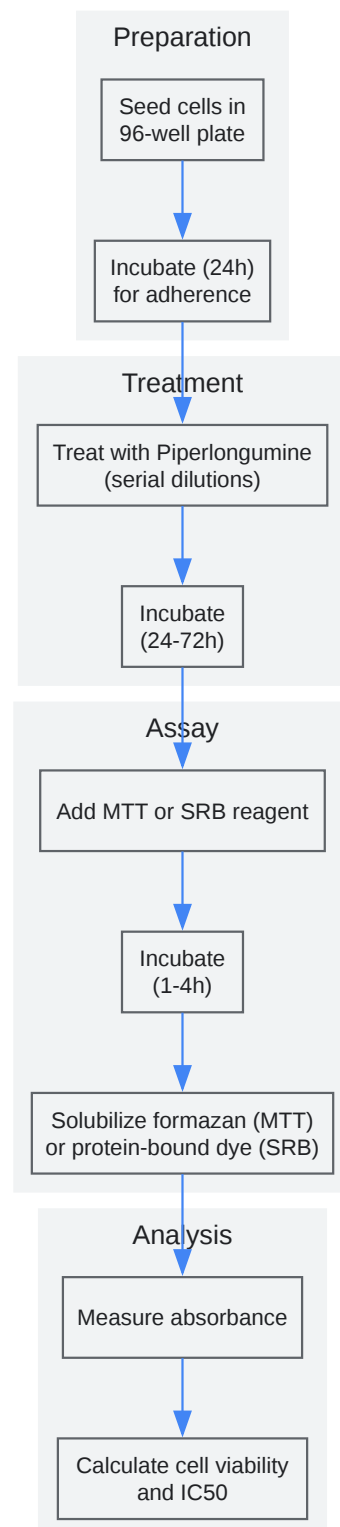 Preparation
Seed cells in
96-well plate
Incubate (24h)
for adherence
Treatment
Treat with Piperlongumine
(serial dilutions)
Incubate
(24-72h)
Assay
Add MTT or SRB reagent
Incubate
(1-4h)
Solubilize formazan (MTT)
or protein-bound dye (SRB)
Analysis
Measure absorbance
Calculate cell viability
and IC50